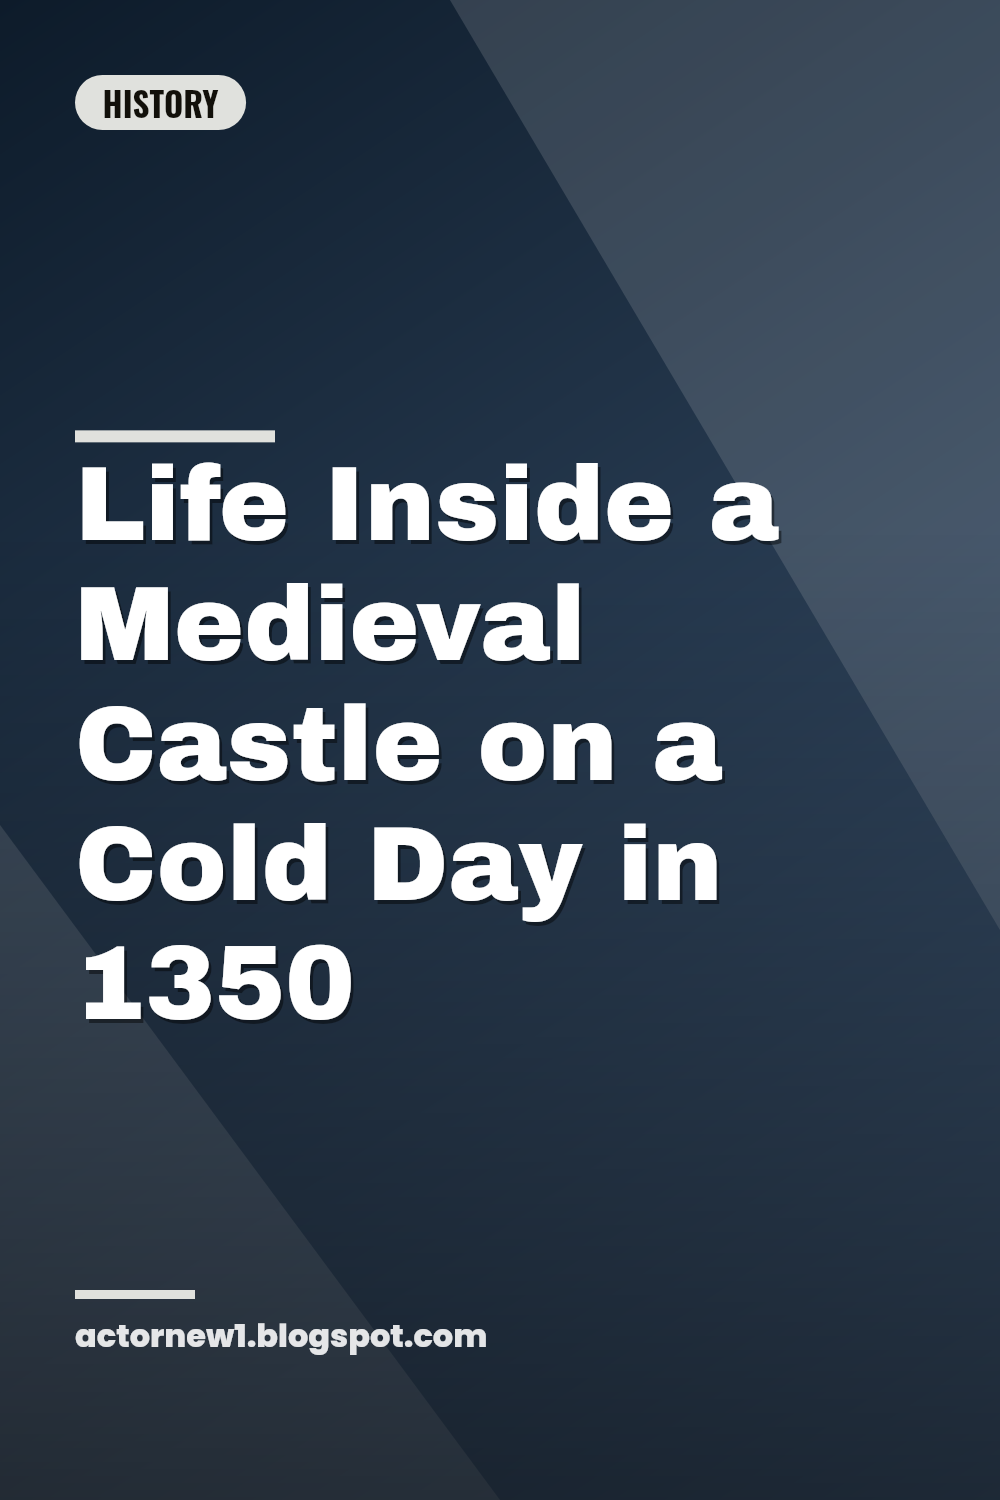 HISTORY
Life Inside a
Medieval
Castle on a
Cold Day in
1350
actornew1.blogspot.com